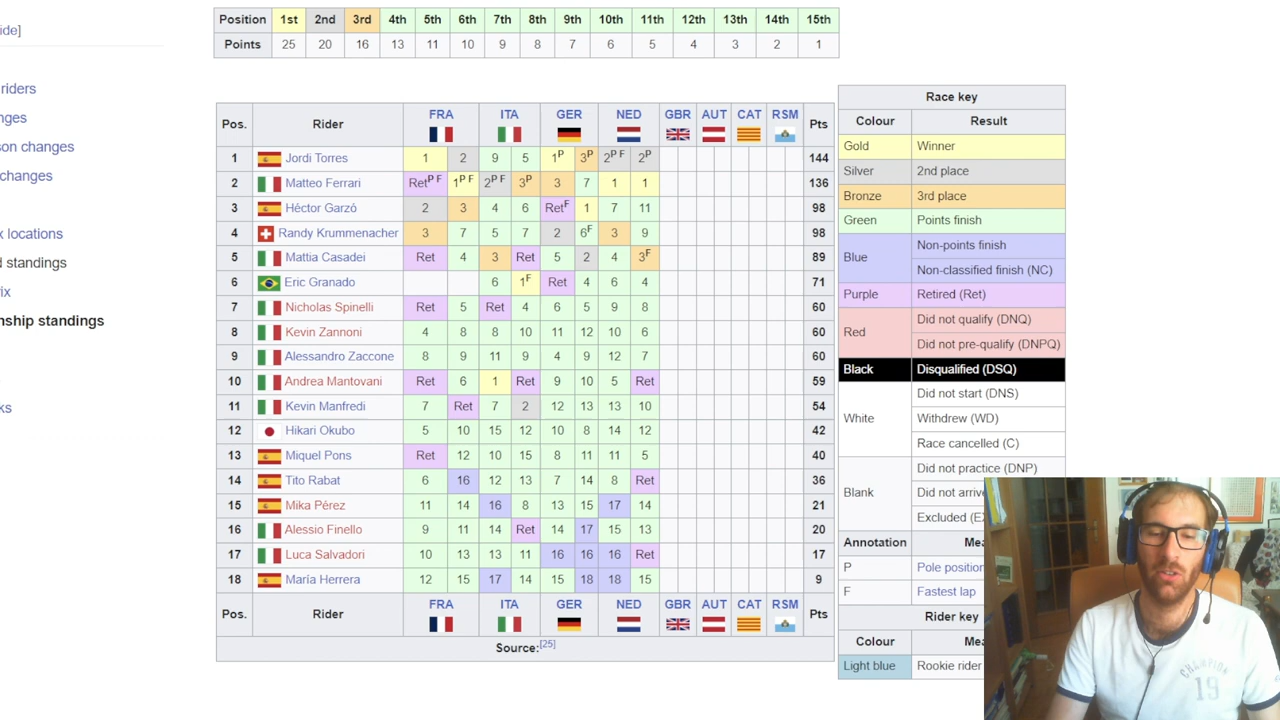 ide]
riders
nges
son changes
changes
x locations
d standings
ix
nship standings
ks
Position 1st 2nd 3rd 4th 5th 6th 7th 8th 9th 10th 11th 12th 13th 14th 15th
Points 25 20 16 13 11 10 9 8 7 6 5 4 3 2 1
Pos. Rider FRA ITA GER NED GBR AUT CAT RSM Pts
1 Jordi Torres 1 2 9 5 1P 3P 2P F 2P 144
2 Matteo Ferrari RetP F 1P F 2P F 3P 3 7 1 1 136
3 Héctor Garzó 2 3 4 6 RetF 1 7 11 98
4 Randy Krummenacher 3 7 5 7 2 6F 3 9 98
5 Mattia Casadei Ret 4 3 Ret 5 2 4 3F 89
6 Eric Granado 6 1F Ret 4 6 4 71
7 Nicholas Spinelli Ret 5 Ret 4 6 5 9 8 60
8 Kevin Zannoni 4 8 8 10 11 12 10 6 60
9 Alessandro Zaccone 8 9 11 9 4 9 12 7 60
10 Andrea Mantovani Ret 6 1 Ret 9 10 5 Ret 59
11 Kevin Manfredi 7 Ret 7 2 12 13 13 10 54
12 Hikari Okubo 5 10 15 12 10 8 14 12 42
13 Miquel Pons Ret 12 10 15 8 11 11 5 40
14 Tito Rabat 6 16 12 13 7 14 8 Ret 36
15 Mika Pérez 11 14 16 8 13 15 17 14 21
16 Alessio Finello 9 11 14 Ret 14 17 15 13 20
17 Luca Salvadori 10 13 13 11 16 16 16 Ret 17
18 María Herrera 12 15 17 14 15 18 18 15 9
Pos. Rider FRA ITA GER NED GBR AUT CAT RSM Pts
Source:[25]
Race key
Colour Result
Gold Winner
Silver 2nd place
Bronze 3rd place
Green Points finish
Blue Non-points finish
Non-classified finish (NC)
Purple Retired (Ret)
Red Did not qualify (DNQ)
Did not pre-qualify (DNPQ)
Black Disqualified (DSQ)
White Did not start (DNS)
Withdrew (WD)
Race cancelled (C)
Blank Did not practice (DNP)
Did not arriv
Excluded (E
Annotation Mea
P Pole position
F Fastest lap
Rider key
Colour Mea
Light blue Rookie rider
CHAMPION
19